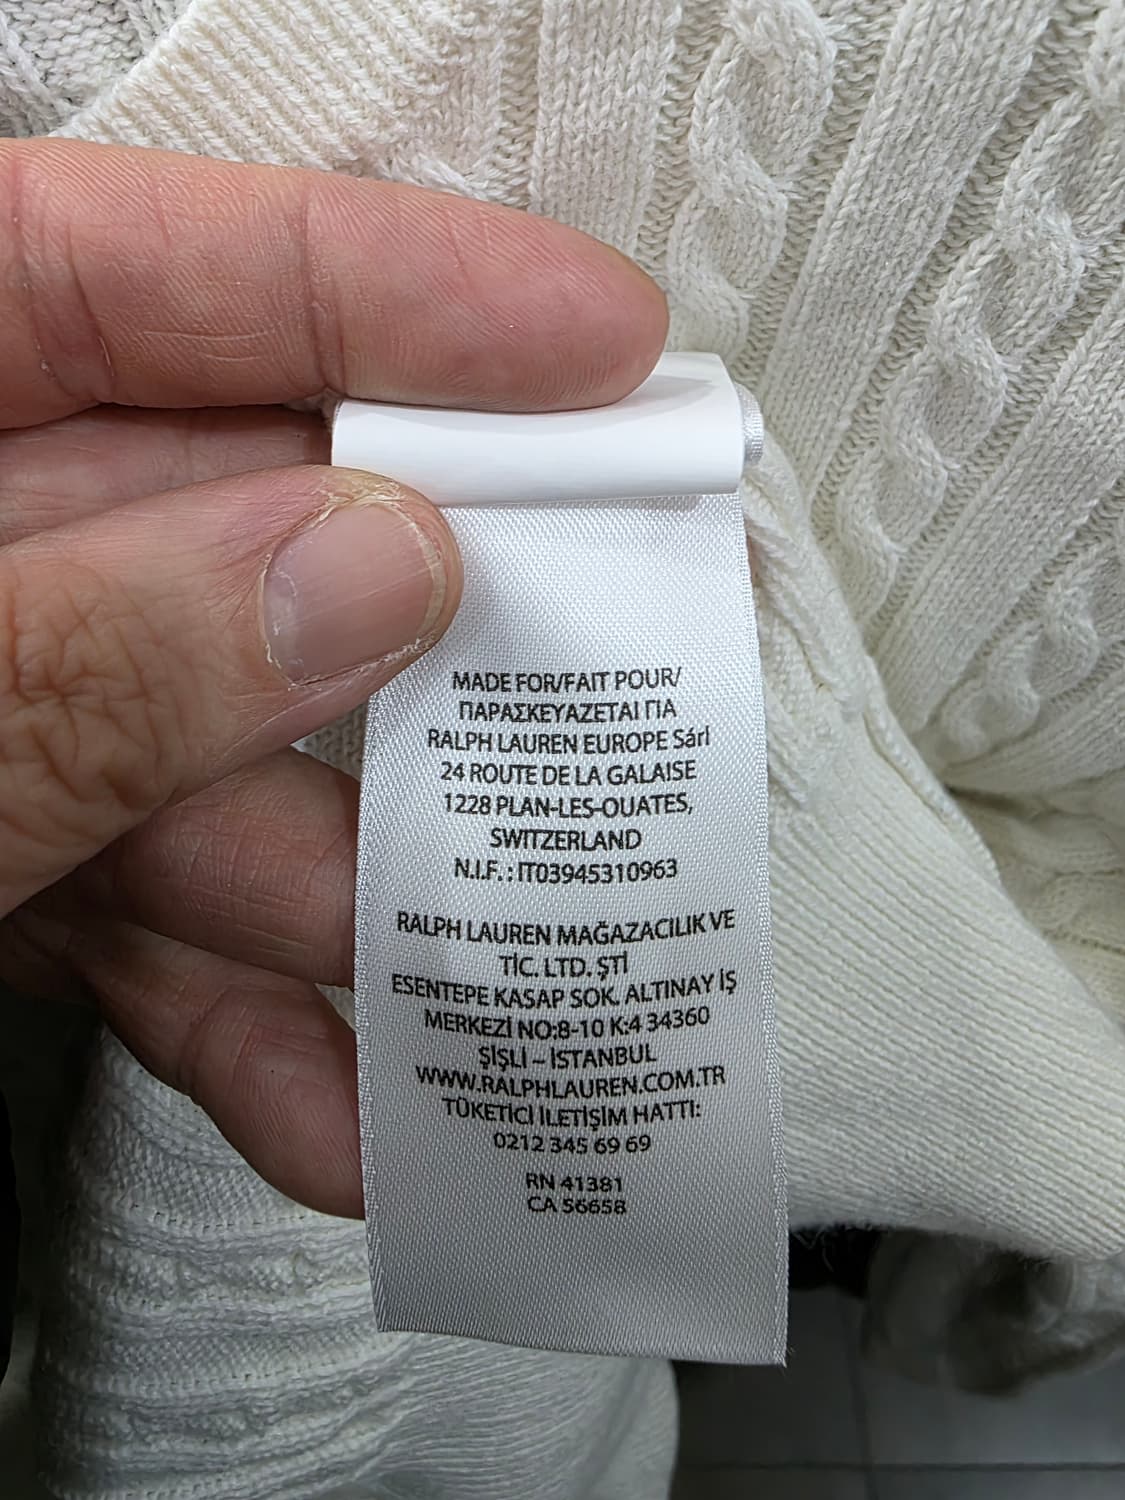 MADE FOR/FAIT POUR/
ΠΑΡΑΣΚΕΥΑΖΕΤΑΙ ΓΙΑ
RALPH LAUREN EUROPE Sárl
24 ROUTE DE LA GALAISE
1228 PLAN-LES-OUATES,
SWITZERLAND
N.I.F. : IT03945310963
RALPH LAUREN MAĞAZACILIK VE
TİC. LTD. ŞTİ
ESENTEPE KASAP SOK. ALTINAY İŞ
MERKEZİ NO:8-10 K:4 34360
ŞİŞLİ – İSTANBUL
WWW.RALPHLAUREN.COM.TR
TÜKETİCİ İLETİŞİM HATTI:
0212 345 69 69
RN 41381
CA 56658